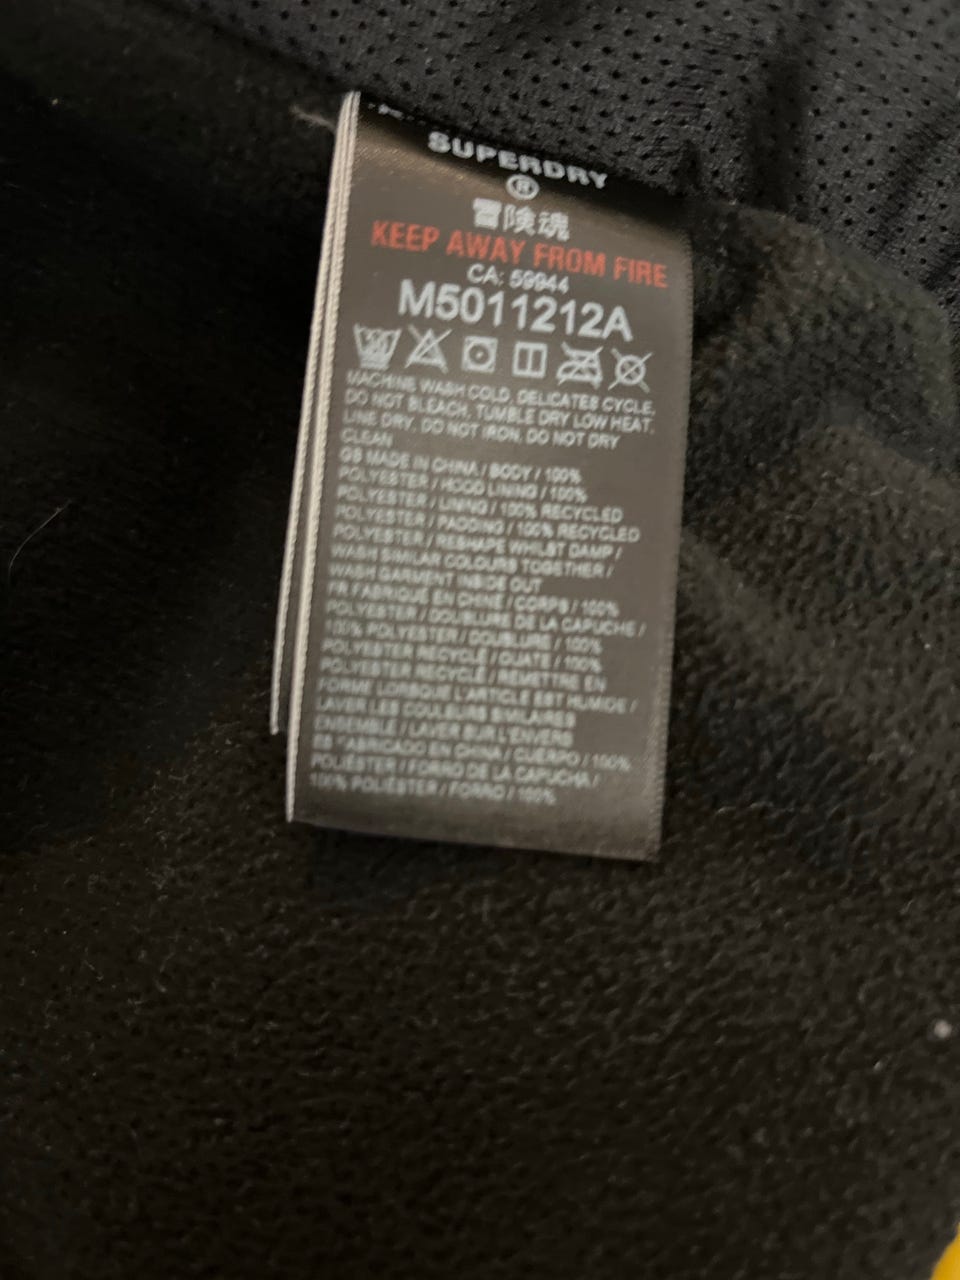 SUPERDRY
®
冒険魂
KEEP AWAY FROM FIRE
CA: 59944
M5011212A
MACHINE WASH COLD, DELICATES CYCLE,
DO NOT BLEACH, TUMBLE DRY LOW HEAT,
LINE DRY, DO NOT IRON, DO NOT DRY
CLEAN
GB MADE IN CHINA / BODY / 100%
POLYESTER / HOOD LINING / 100%
POLYESTER / LINING / 100% RECYCLED
POLYESTER / PADDING / 100% RECYCLED
POLYESTER / RESHAPE WHILST DAMP /
WASH SIMILAR COLOURS TOGETHER /
WASH GARMENT INSIDE OUT
FR FABRIQUÉ EN CHINE / CORPS / 100%
POLYESTER / DOUBLURE DE LA CAPUCHE /
100% POLYESTER / DOUBLURE / 100%
POLYESTER RECYCLÉ / OUATE / 100%
POLYESTER RECYCLÉ / REMETTRE EN
FORME LORSQUE L'ARTICLE EST HUMIDE /
LAVER LES COULEURS SIMILAIRES
ENSEMBLE / LAVER SUR L'ENVERS
ES FABRICADO EN CHINA / CUERPO / 100%
POLIÉSTER / FORRO DE LA CAPUCHA /
100% POLIÉSTER / FORRO / 100%